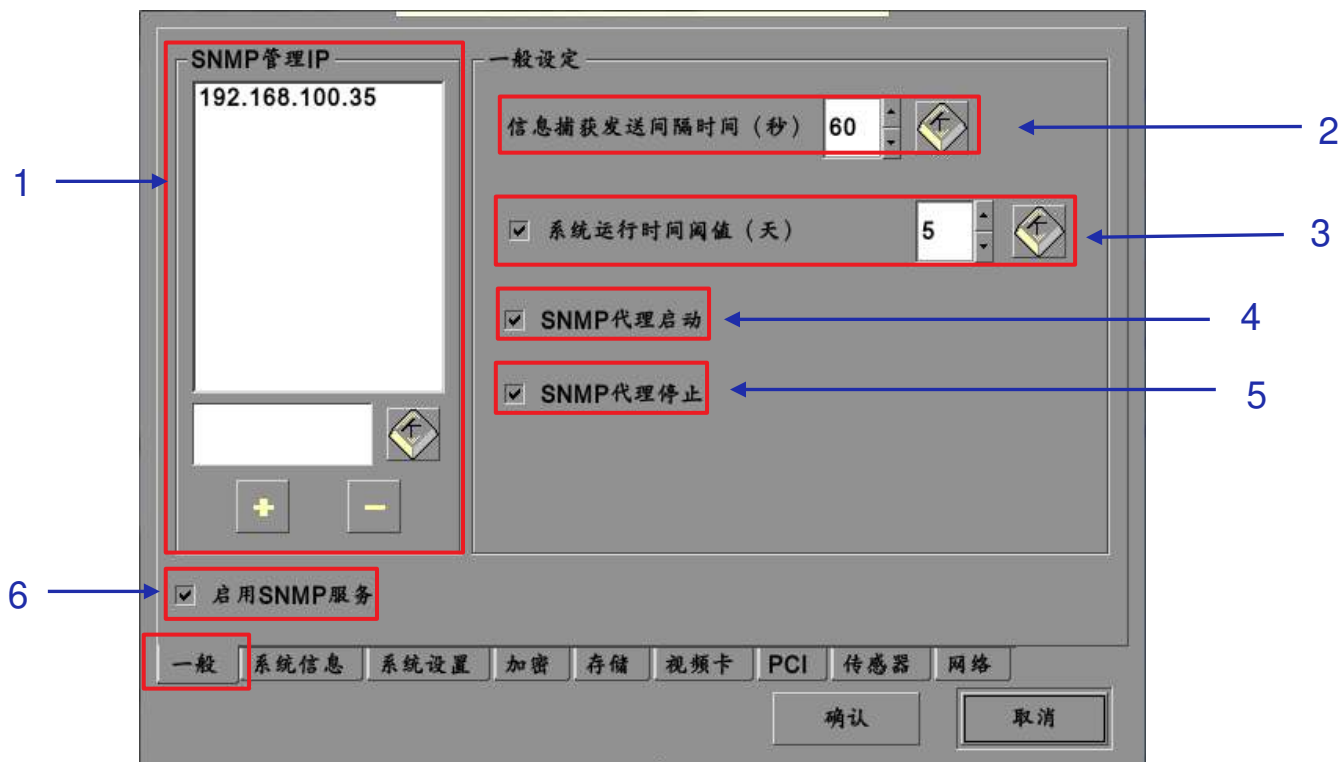 SNMP管理IP
192.168.100.35
一般设定
信息捕获发送间隔时间（秒） 60
系统运行时间阈值（天） 5
SNMP代理启动
SNMP代理停止
启用SNMP服务
一般 系统信息 系统设置 加密 存储 视频卡 PCI 传感器 网络
确认 取消
1
2
3
4
5
6